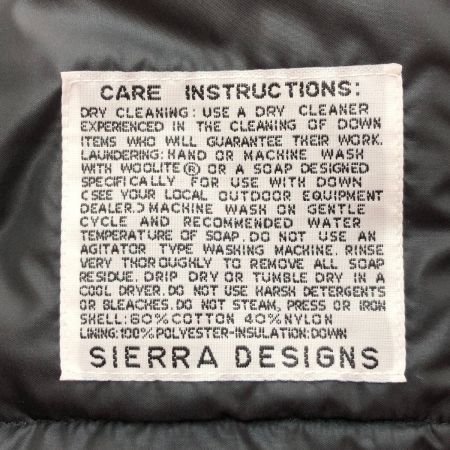 CARE INSTRUCTIONS:
DRY CLEANING: USE A DRY CLEANER
EXPERIENCED IN THE CLEANING OF DOWN
ITEMS WHO WILL GUARANTEE THEIR WORK.
LAUNDERING: HAND OR MACHINE WASH
WITH WOOLITE® OR A SOAP DESIGNED
SPECIFICALLY FOR USE WITH DOWN
(SEE YOUR LOCAL OUTDOOR EQUIPMENT
DEALER.) MACHINE WASH ON GENTLE
CYCLE AND RECOMMENDED WATER
TEMPERATURE OF SOAP. DO NOT USE AN
AGITATOR TYPE WASHING MACHINE. RINSE
VERY THOROUGHLY TO REMOVE ALL SOAP
RESIDUE. DRIP DRY OR TUMBLE DRY IN A
COOL DRYER. DO NOT USE HARSH DETERGENTS
OR BLEACHES. DO NOT STEAM, PRESS OR IRON
SHELL: 60% COTTON 40% NYLON
LINING: 100% POLYESTER-INSULATION: DOWN
SIERRA DESIGNS